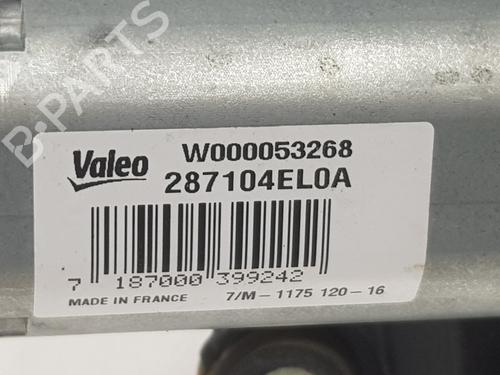 B-PARTS
Valeo
W000053268
287104EL0A
7 187000 399242
MADE IN FRANCE 7/M - 1175 120 - 16